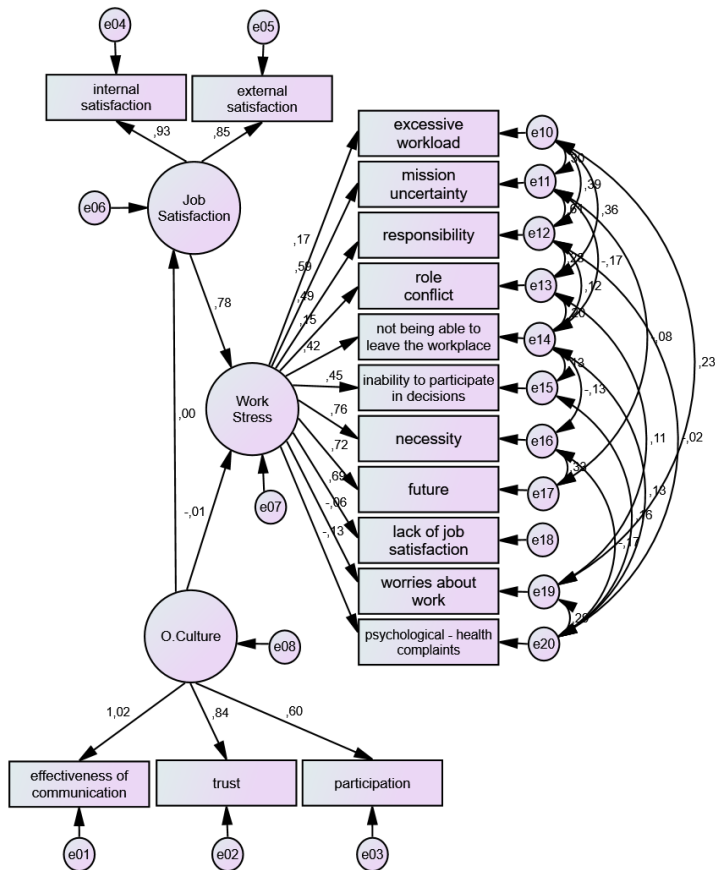 e04
e05
internal
satisfaction
external
satisfaction
,93
,85
e06
Job
Satisfaction
,78
,00
Work
Stress
e07
-,01
O.Culture
e08
1,02
,84
,60
effectiveness of
communication
trust
participation
e01
e02
e03
,17
,59
,49
,15
,42
,45
,76
,72
,69
-,06
-,13
excessive
workload
mission
uncertainty
responsibility
role
conflict
not being able to
leave the workplace
inability to participate
in decisions
necessity
future
lack of job
satisfaction
worries about
work
psychological - health
complaints
e10
e11
e12
e13
e14
e15
e16
e17
e18
e19
e20
,39
,36
-,17
,12
,08
-,13
,23
,11
-,02
,13
-,17